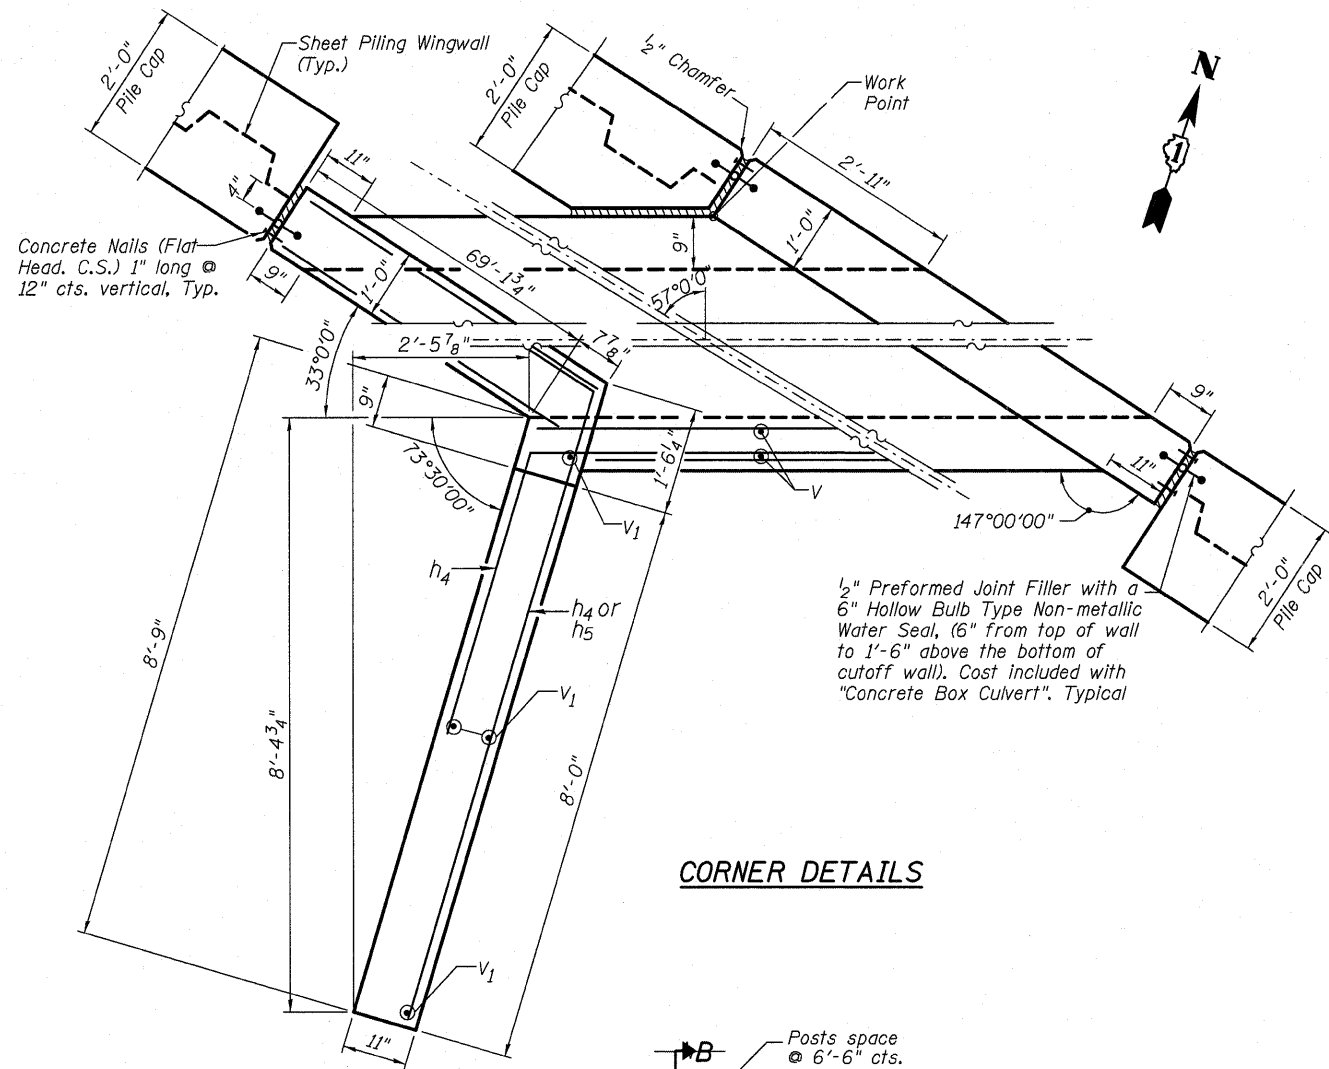 2'-0"
Pile Cap
Sheet Piling Wingwall
(Typ.)
2'-0"
Pile Cap
1/2" Chamfer
Work
Point
N
1
11"
4"
2'-11"
1'-0"
9"
Concrete Nails (Flat
Head. C.S.) 1" long @
12" cts. vertical, Typ.
9"
1'-0"
69'-1 3/4"
57°0'0"
33°0'0"
2'-5 7/8"
7 7/8"
9"
9"
73°30'00"
1'-6 1/4"
11"
V
V1
147°00'00"
h4
h4 or
h5
1/2" Preformed Joint Filler with a
6" Hollow Bulb Type Non-metallic
Water Seal, (6" from top of wall
to 1'-6" above the bottom of
cutoff wall). Cost included with
"Concrete Box Culvert". Typical
2'-0"
Pile Cap
8'-9"
8'-4 3/4"
V1
8'-0"
CORNER DETAILS
V1
11"
B
Posts space
@ 6'-6" cts.